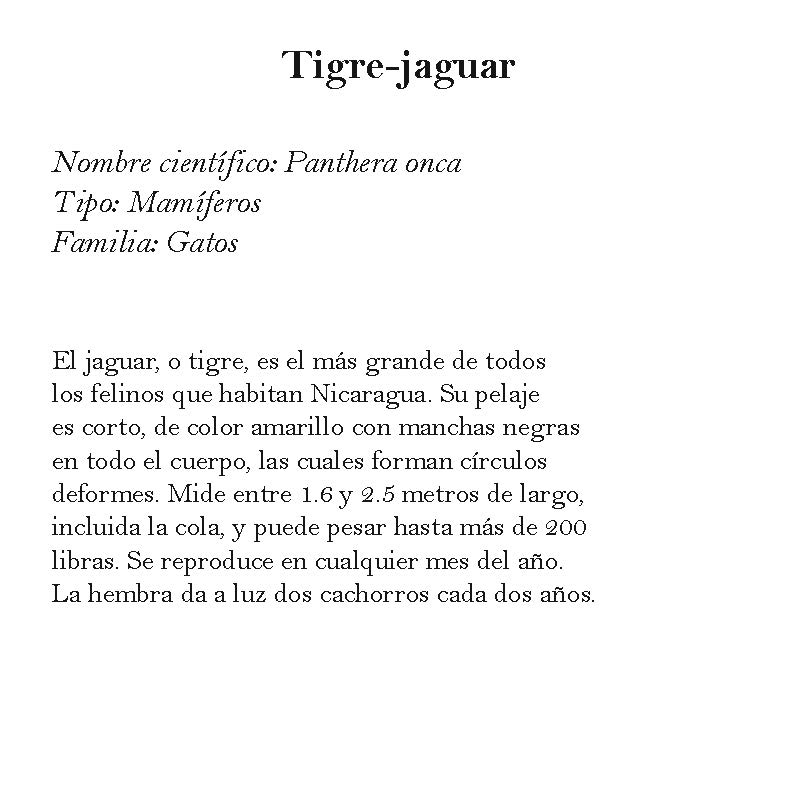 Tigre-jaguar
Nombre científico: Panthera onca
Tipo: Mamíferos
Familia: Gatos
El jaguar, o tigre, es el más grande de todos
los felinos que habitan Nicaragua. Su pelaje
es corto, de color amarillo con manchas negras
en todo el cuerpo, las cuales forman círculos
deformes. Mide entre 1.6 y 2.5 metros de largo,
incluida la cola, y puede pesar hasta más de 200
libras. Se reproduce en cualquier mes del año.
La hembra da a luz dos cachorros cada dos años.